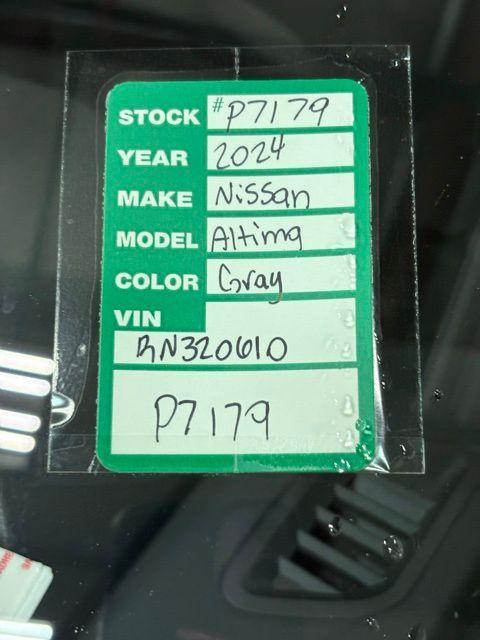 STOCK #P7179
YEAR 2024
MAKE Nissan
MODEL Altima
COLOR Gray
VIN
RN320610
P7179